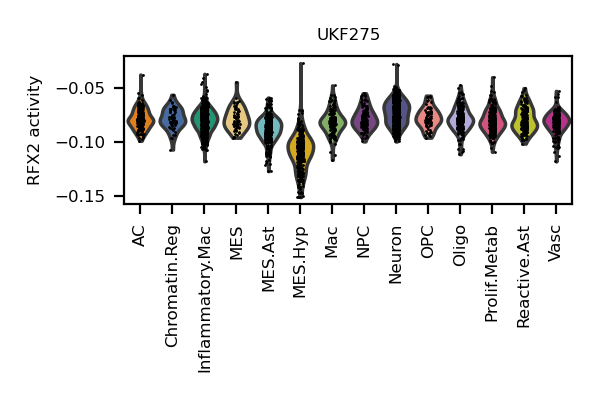 UKF275
RFX2 activity
−0.05
−0.10
−0.15
AC
Chromatin.Reg
Inflammatory.Mac
MES
MES.Ast
MES.Hyp
Mac
NPC
Neuron
OPC
Oligo
Prolif.Metab
Reactive.Ast
Vasc